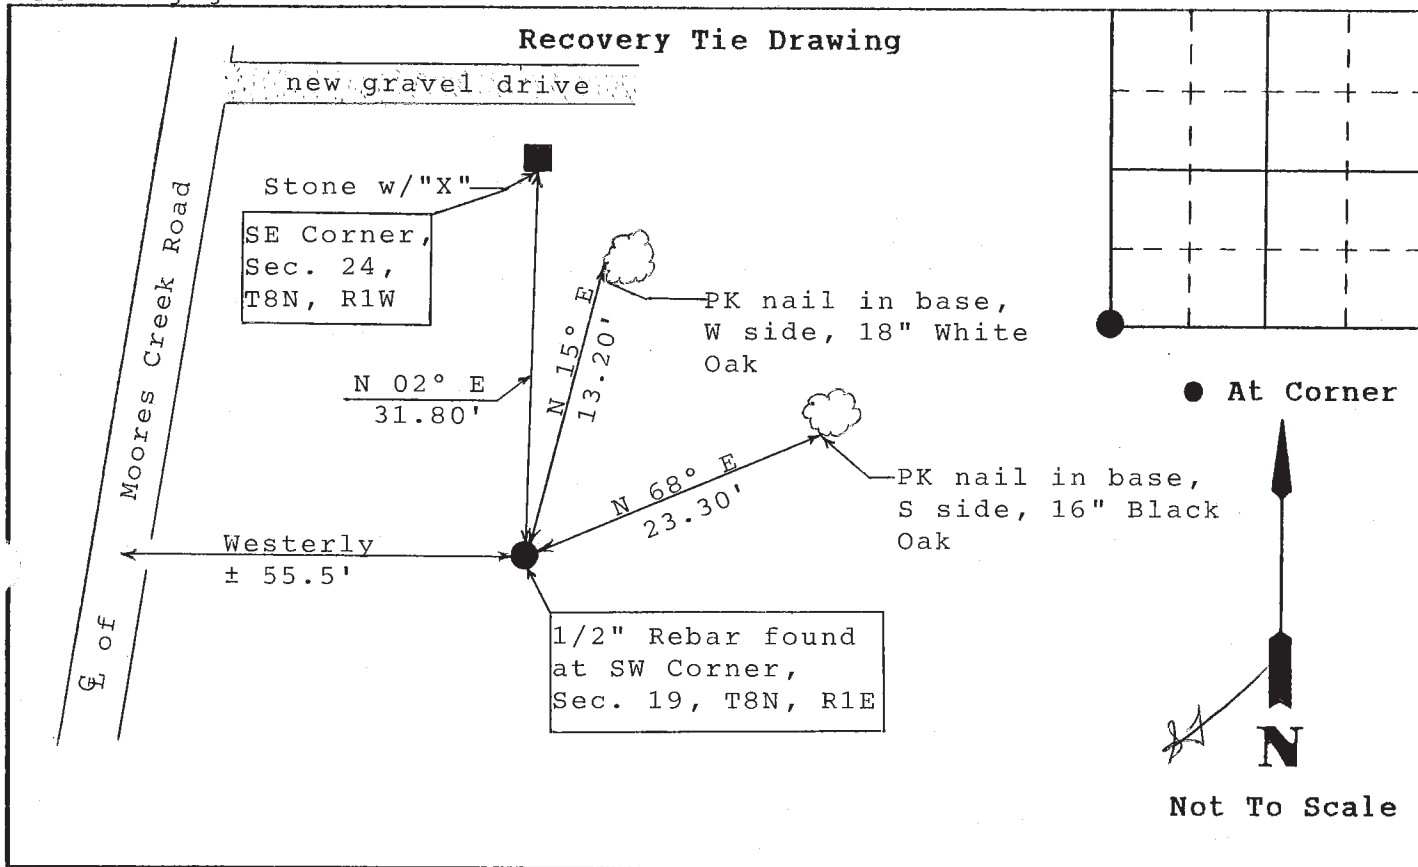 Recovery Tie Drawing
new gravel drive
Stone w/"X"
SE Corner,
Sec. 24,
T8N, R1W
Moores Creek Road
℄ of
N 02° E
31.80'
N 15° E
13.20'
PK nail in base,
W side, 18" White
Oak
N 68° E
23.30'
PK nail in base,
S side, 16" Black
Oak
Westerly
± 55.5'
1/2" Rebar found
at SW Corner,
Sec. 19, T8N, R1E
At Corner
N
Not To Scale